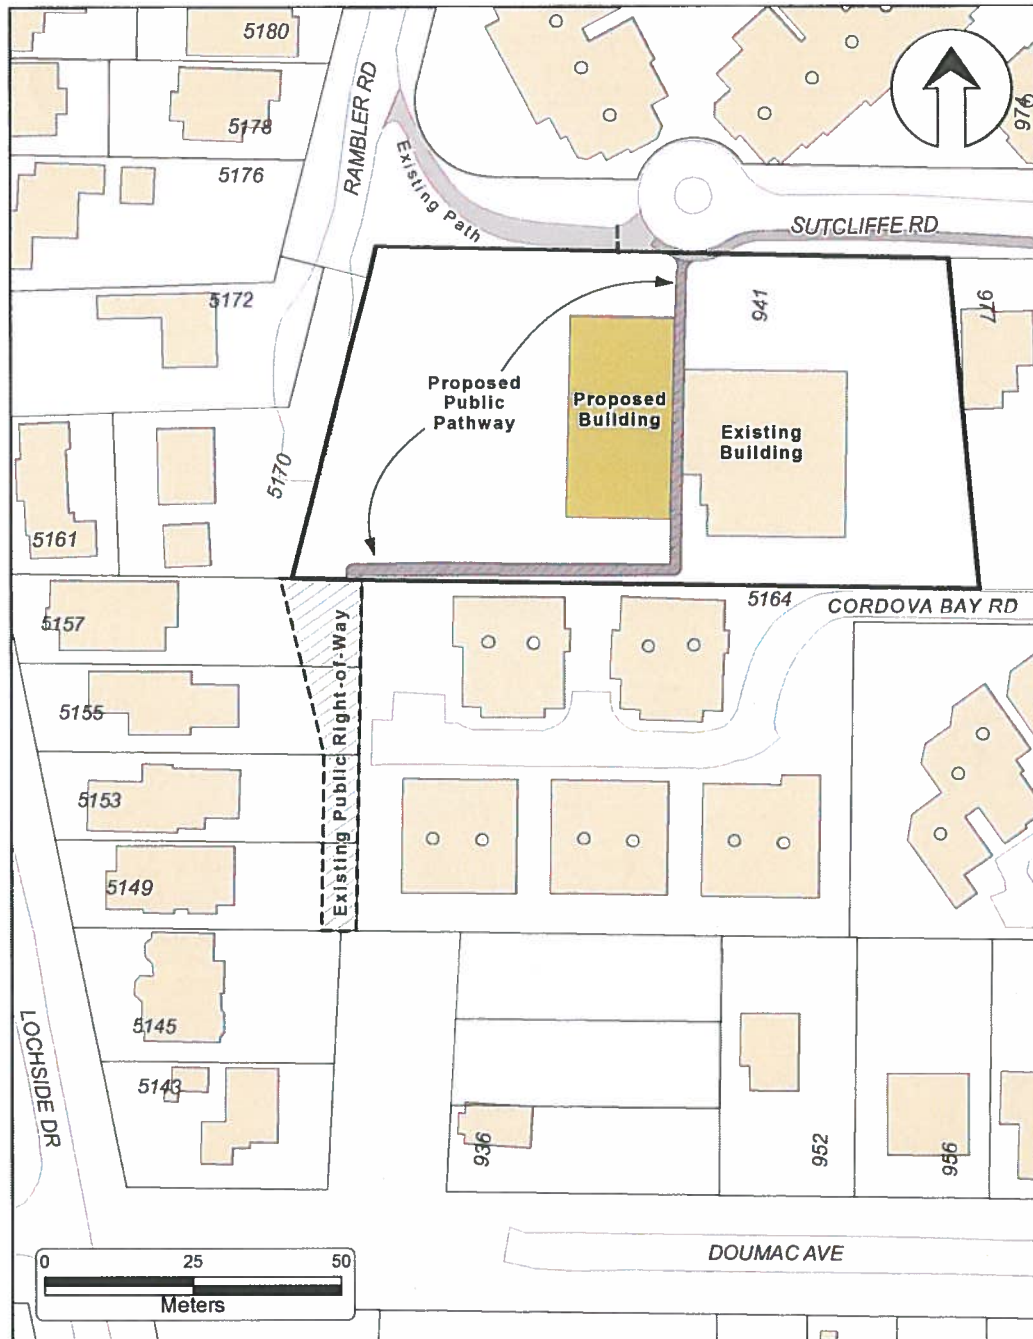 5180
5178
5176
RAMBLER RD
974
Existing Path
SUTCLIFFE RD
5172
941
977
Proposed
Public
Pathway
Proposed
Building
Existing
Building
5170
5161
5164
CORDOVA BAY RD
5157
Existing Public Right-of-Way
5155
5153
5149
5145
5143
LOCHSIDE DR
936
952
956
DOUMAC AVE
0 25 50
Meters